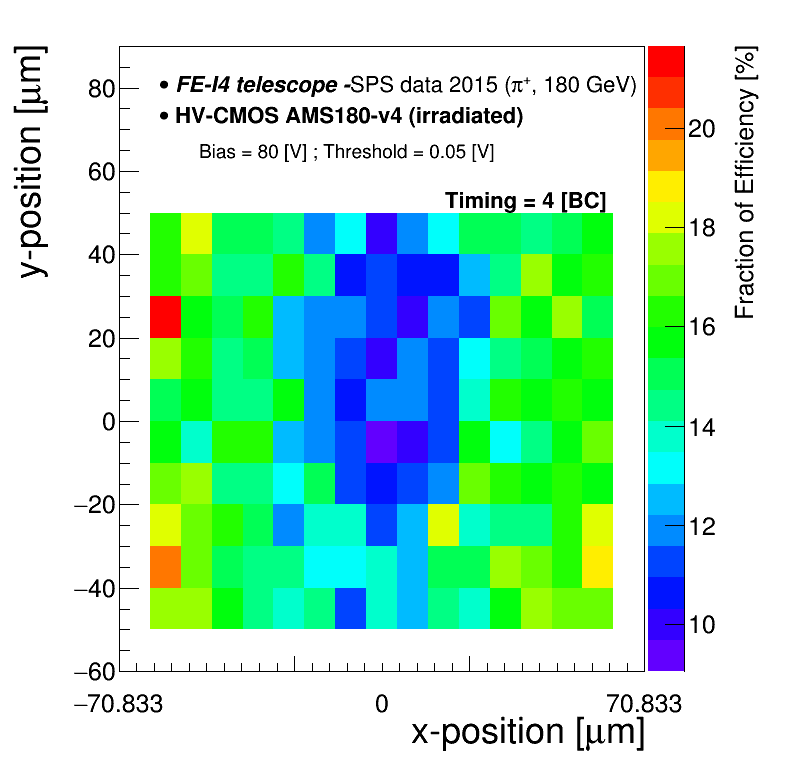 • FE-I4 telescope -SPS data 2015 (π⁺, 180 GeV)
• HV-CMOS AMS180-v4 (irradiated)
Bias = 80 [V] ; Threshold = 0.05 [V]
Timing = 4 [BC]
y-position [μm]
80
60
40
20
0
−20
−40
−60
−70.833
0
70.833
x-position [μm]
Fraction of Efficiency [%]
20
18
16
14
12
10